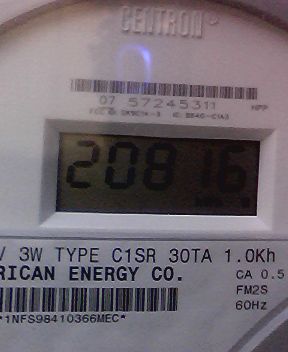 CENTRON
07 57245311 HPP
20816
V 3W TYPE C1SR 30TA 1.0Kh
RICAN ENERGY CO. CA 0.5
FM2S
60Hz
*1NFS98410366MEC*